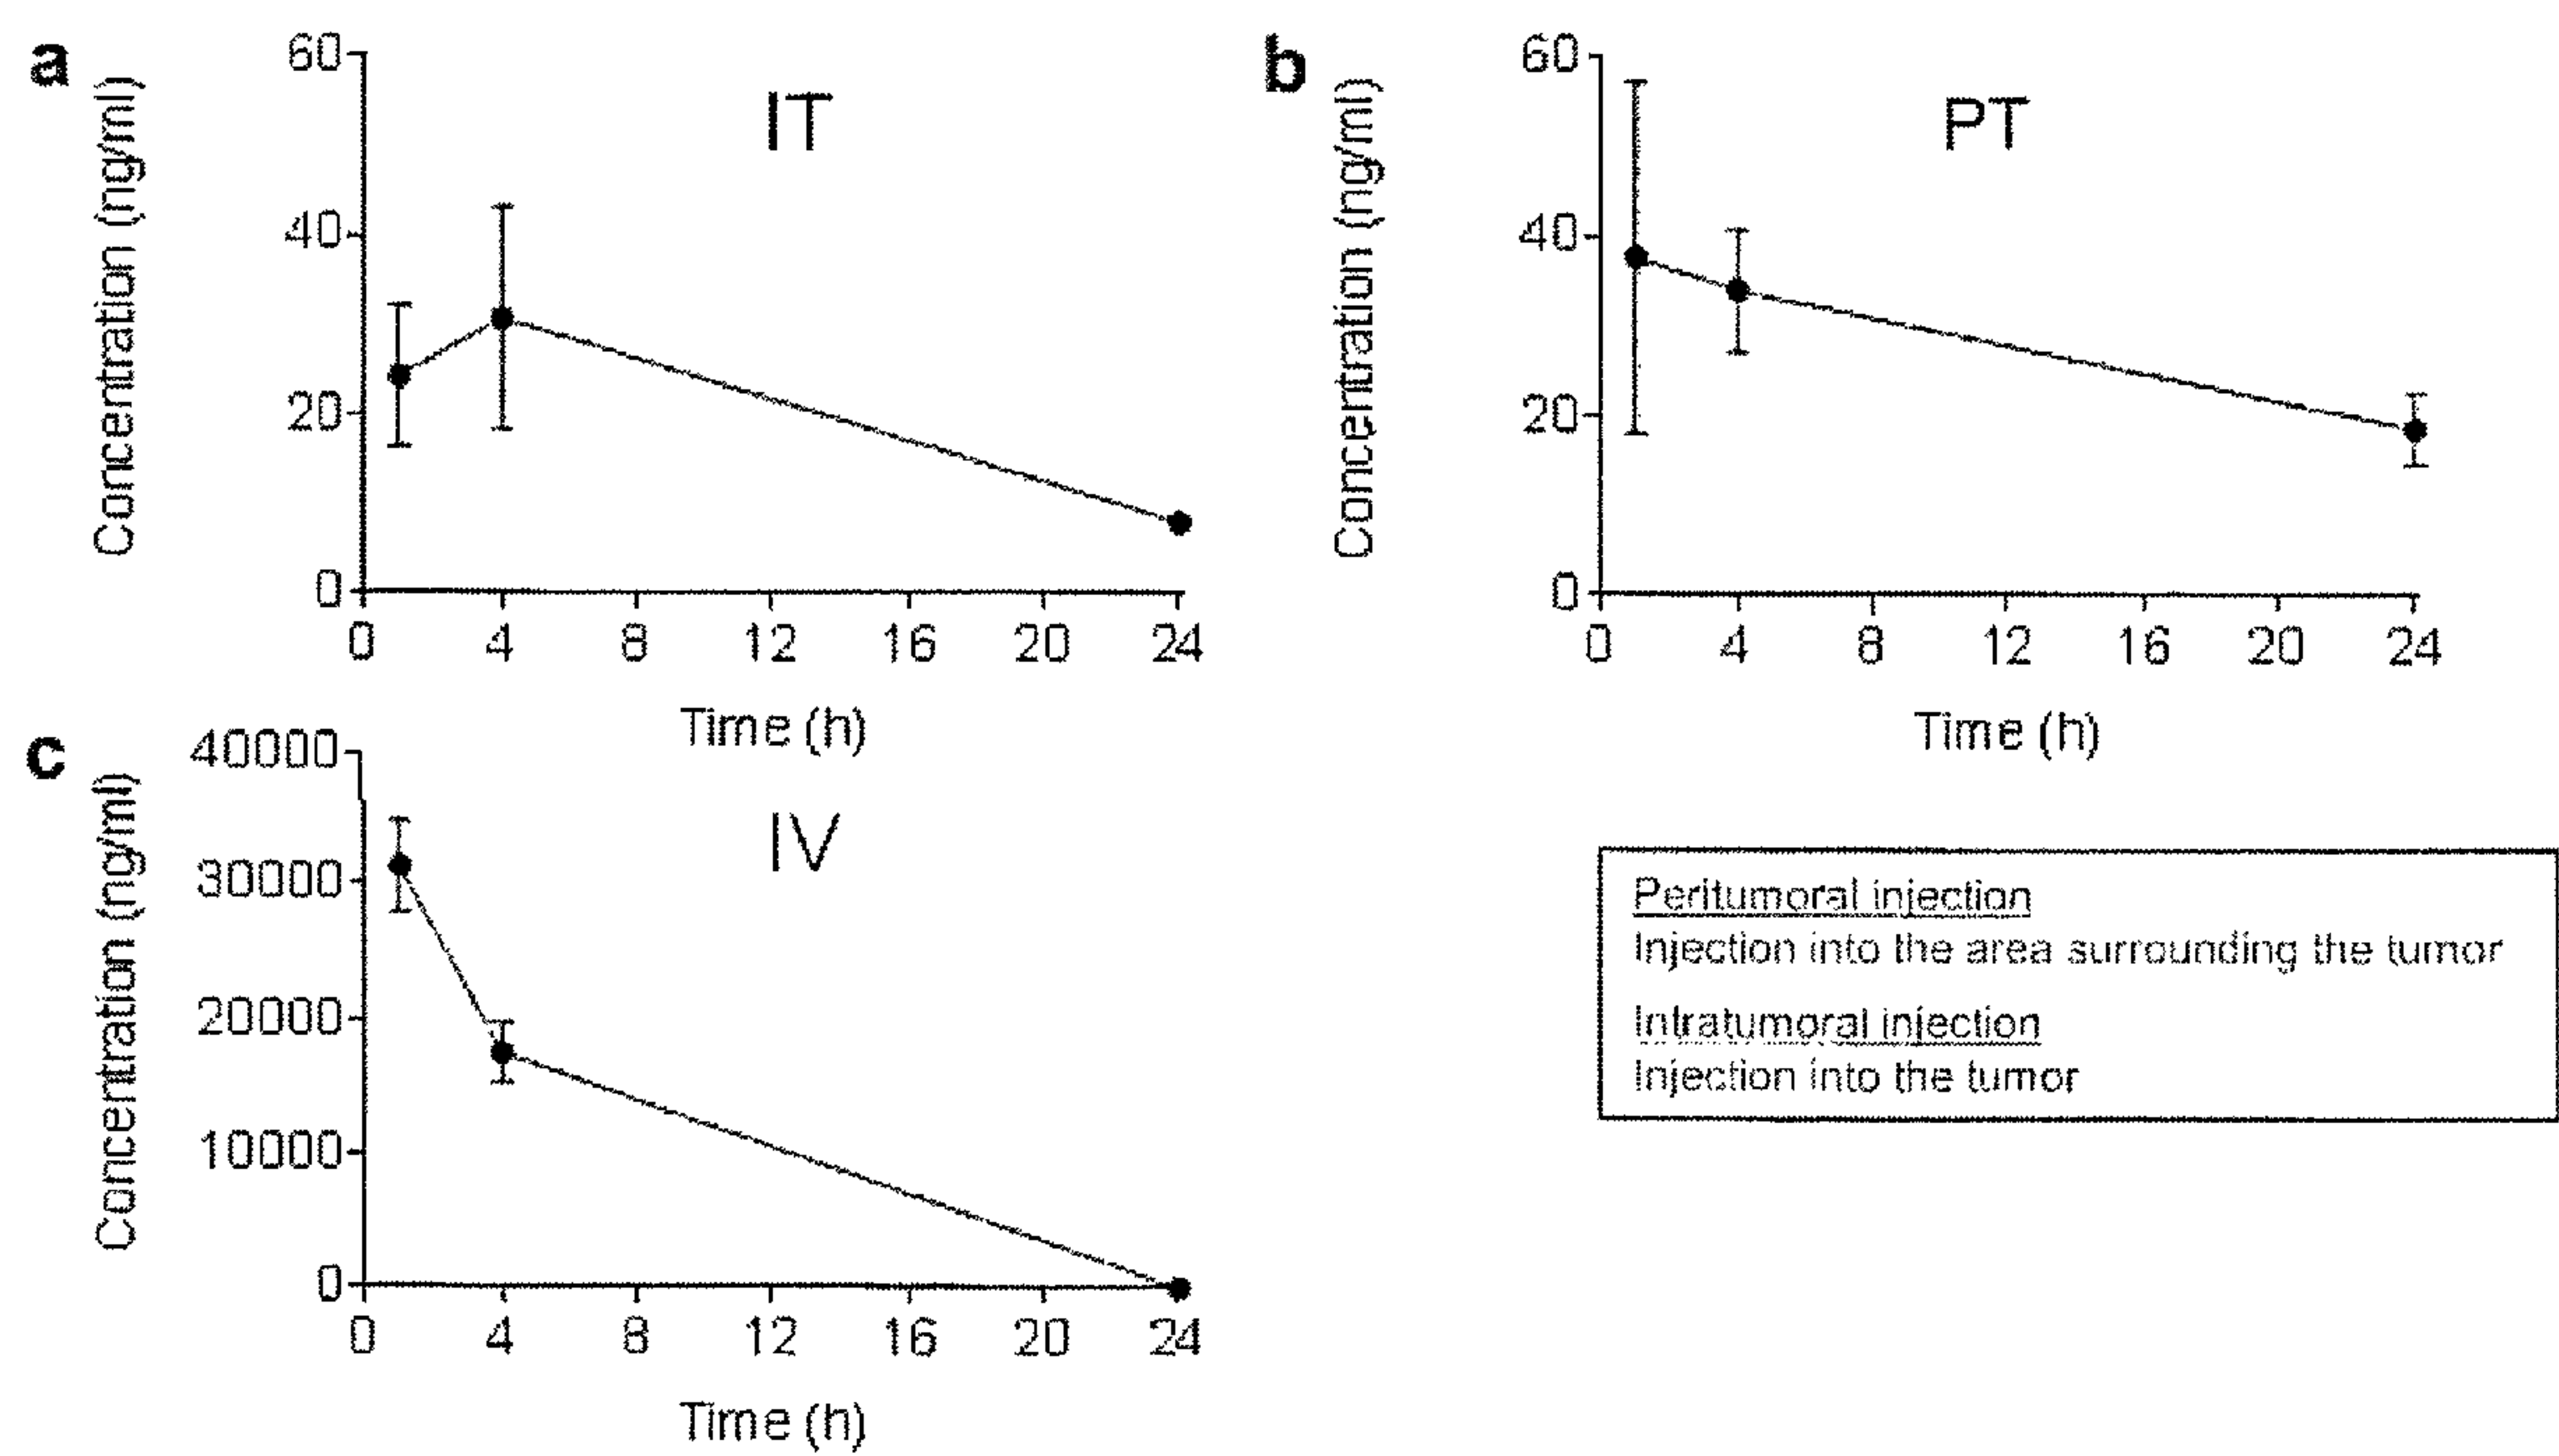 a
IT
Concentration (ng/ml)
60
40
20
0
0 4 8 12 16 20 24
Time (h)
b
PT
Concentration (ng/ml)
60
40
20
0
0 4 8 12 16 20 24
Time (h)
c
IV
Concentration (ng/ml)
40000
30000
20000
10000
0
0 4 8 12 16 20 24
Time (h)
Peritumoral injection
Injection into the area surrounding the tumor
Intratumoral injection
Injection into the tumor